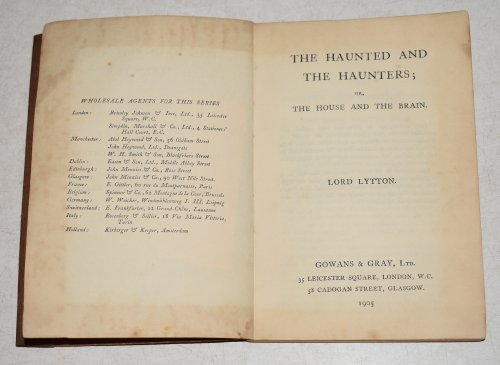 WHOLESALE AGENTS FOR THIS SERIES
London: Brimley Johnson & Ince, Ltd., 35 Leicester
Square, W.C.
Simpkin, Marshall & Co., Ltd., 4 Stationers'
Hall Court, E.C.
Manchester: Abel Heywood & Son, 56 Oldham Street
John Heywood, Ltd., Deansgate
W. H. Smith & Son, Blackfriars Street
Dublin: Eason & Son, Ltd., Middle Abbey Street
Edinburgh: John Menzies & Co., Rose Street
Glasgow: John Menzies & Co., 90 West Nile Street
France: F. Gittler, 60 rue du Montparnasse, Paris
Belgium: Spineux & Co., 62 Montagne de la Cour, Brussels
Germany: W. Weicher, Windmühlenweg I. III, Leipzig
Switzerland: E. Frankfurter, 12 Grand-Chêne, Lausanne
Italy: Rosenberg & Sellier, 18 Via Maria Vittoria,
Turin
Holland: Kirberger & Kesper, Amsterdam
THE HAUNTED AND
THE HAUNTERS;
OR,
THE HOUSE AND THE BRAIN.
LORD LYTTON.
GOWANS & GRAY, LTD.
35 LEICESTER SQUARE, LONDON, W.C.
58 CADOGAN STREET, GLASGOW.
1905